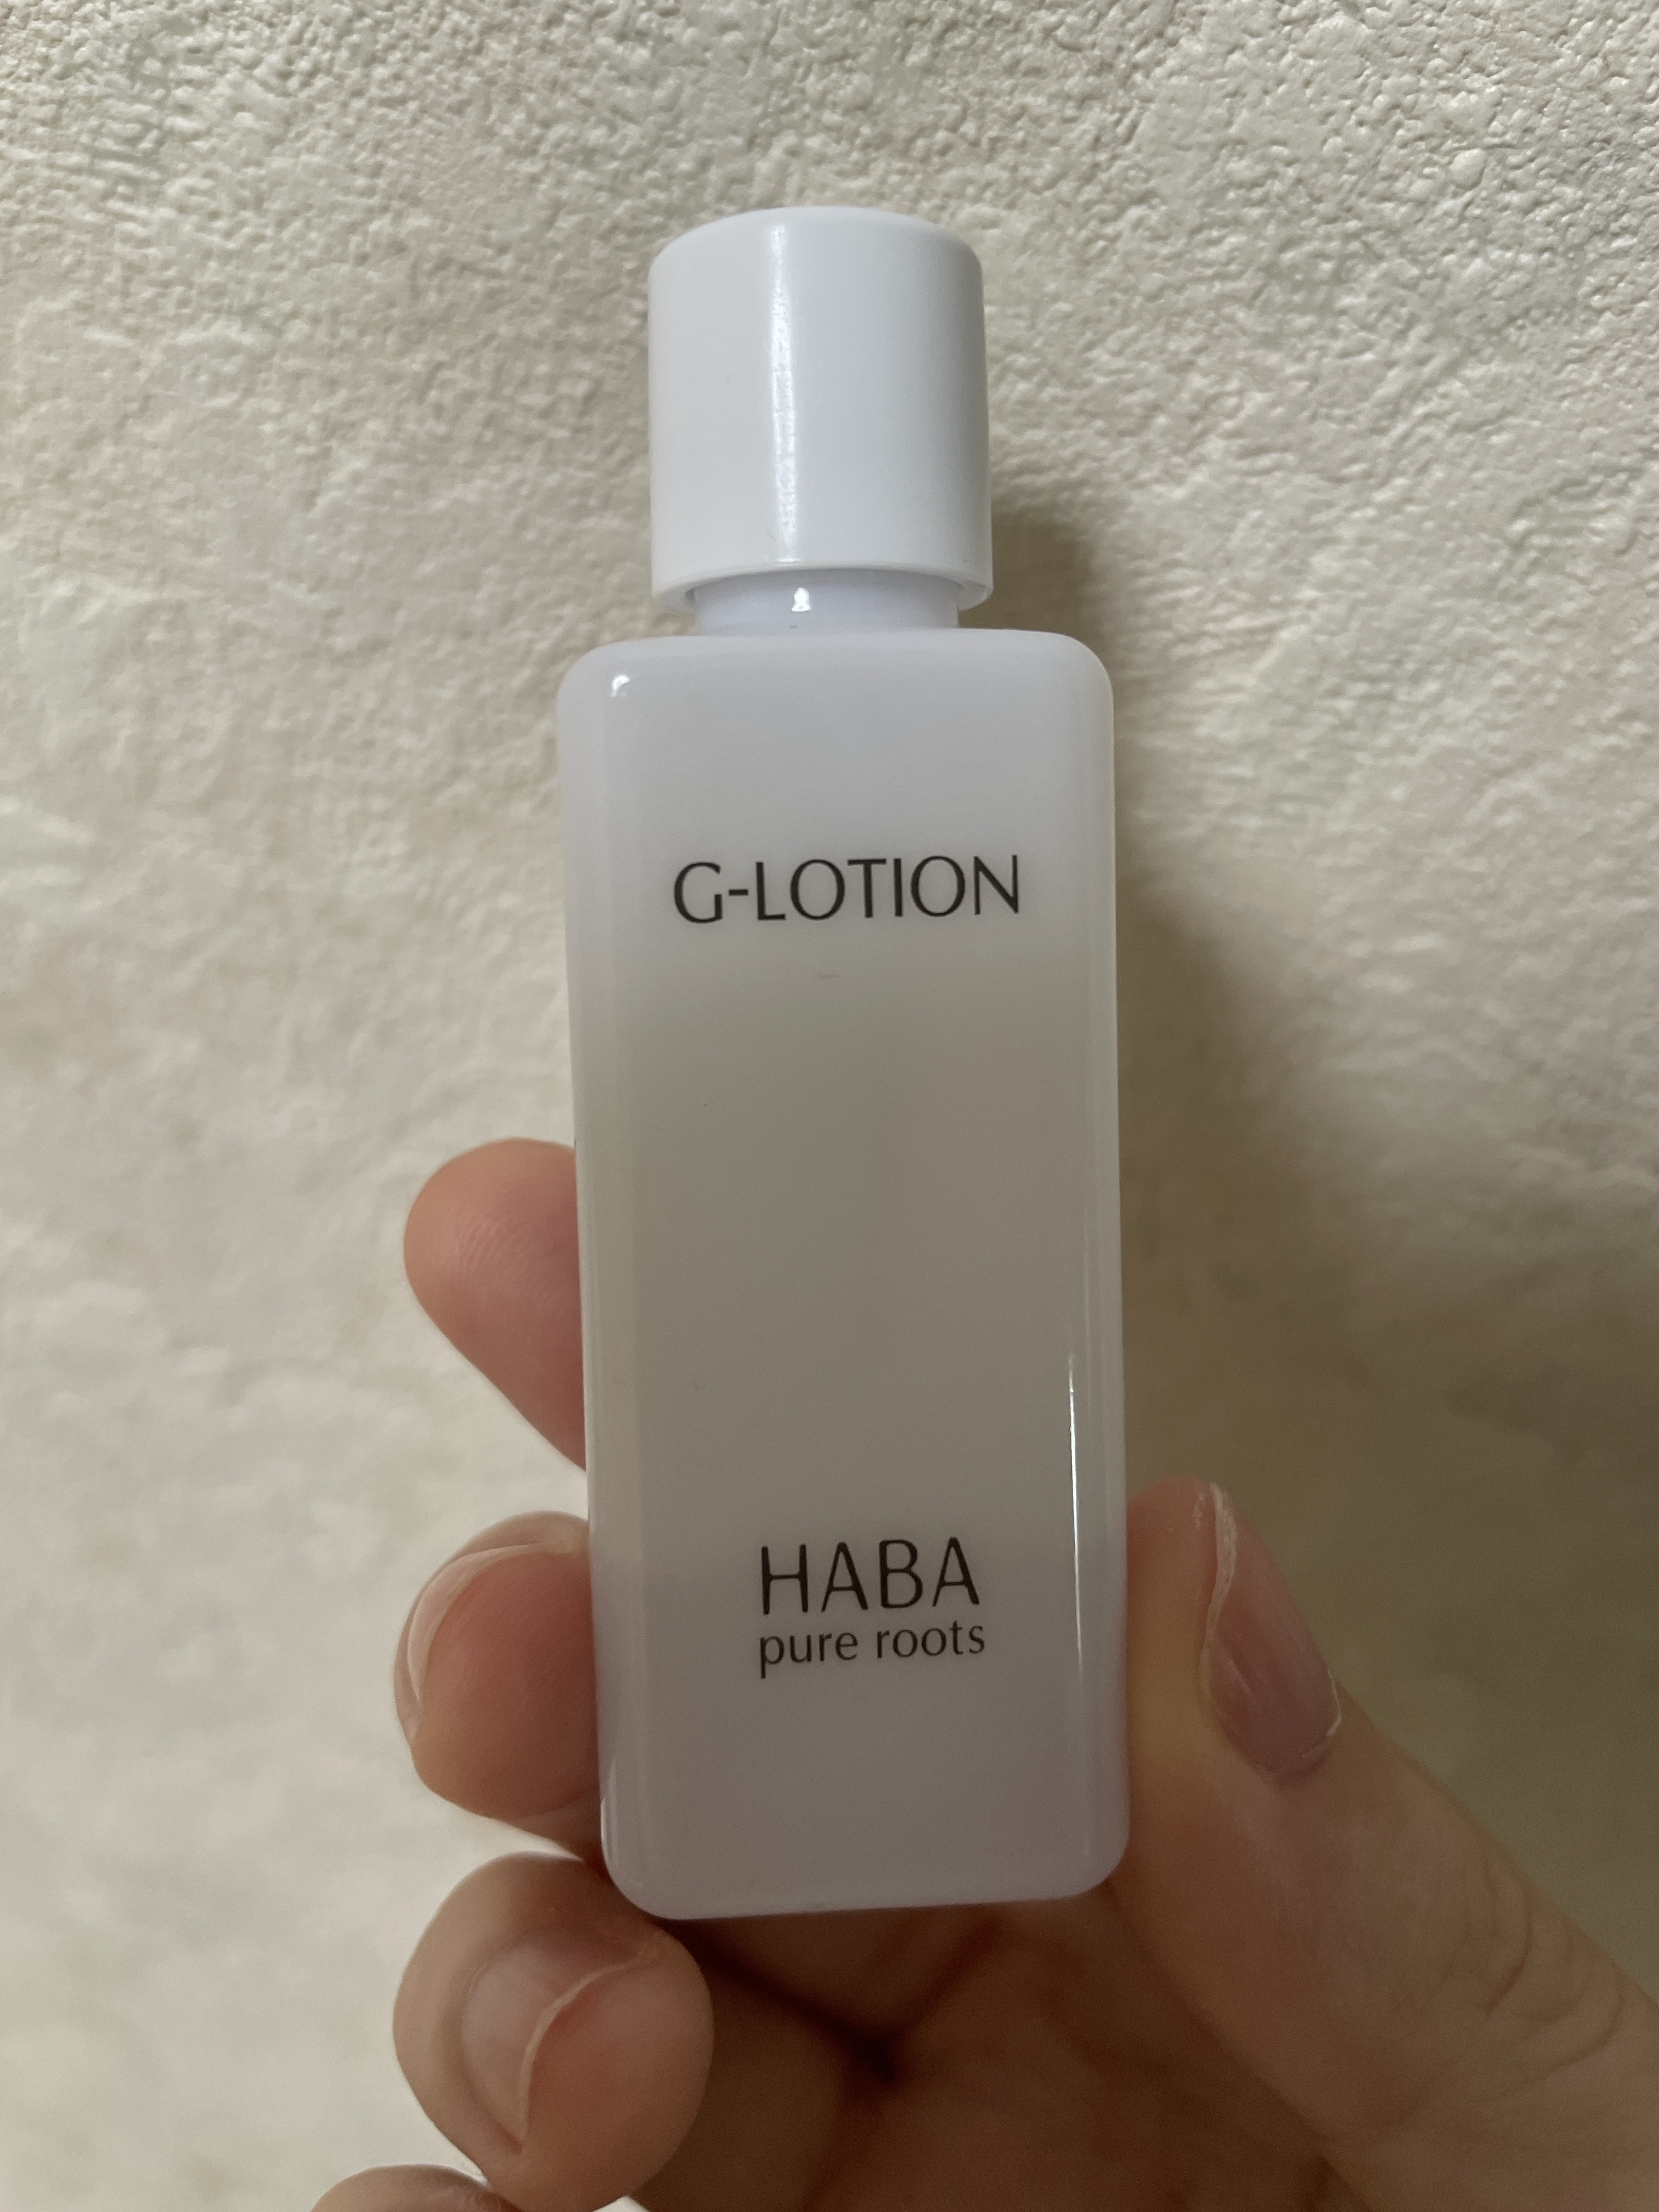 G-LOTION
HABA
pure roots